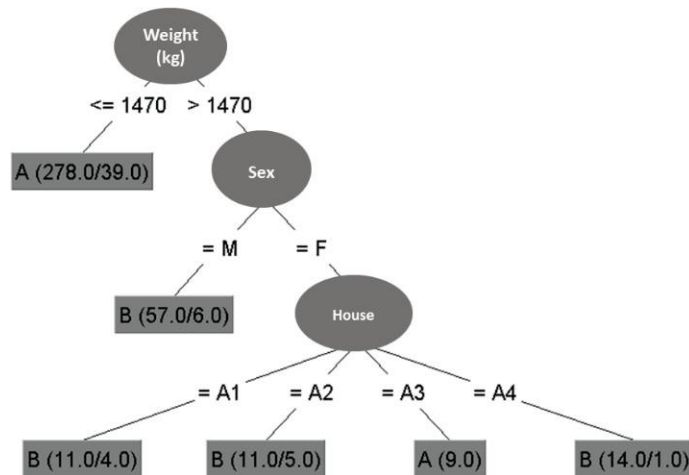 Weight
(kg)
<= 1470 > 1470
A (278.0/39.0)
Sex
= M = F
B (57.0/6.0)
House
= A1 = A2 = A3 = A4
B (11.0/4.0) B (11.0/5.0) A (9.0) B (14.0/1.0)